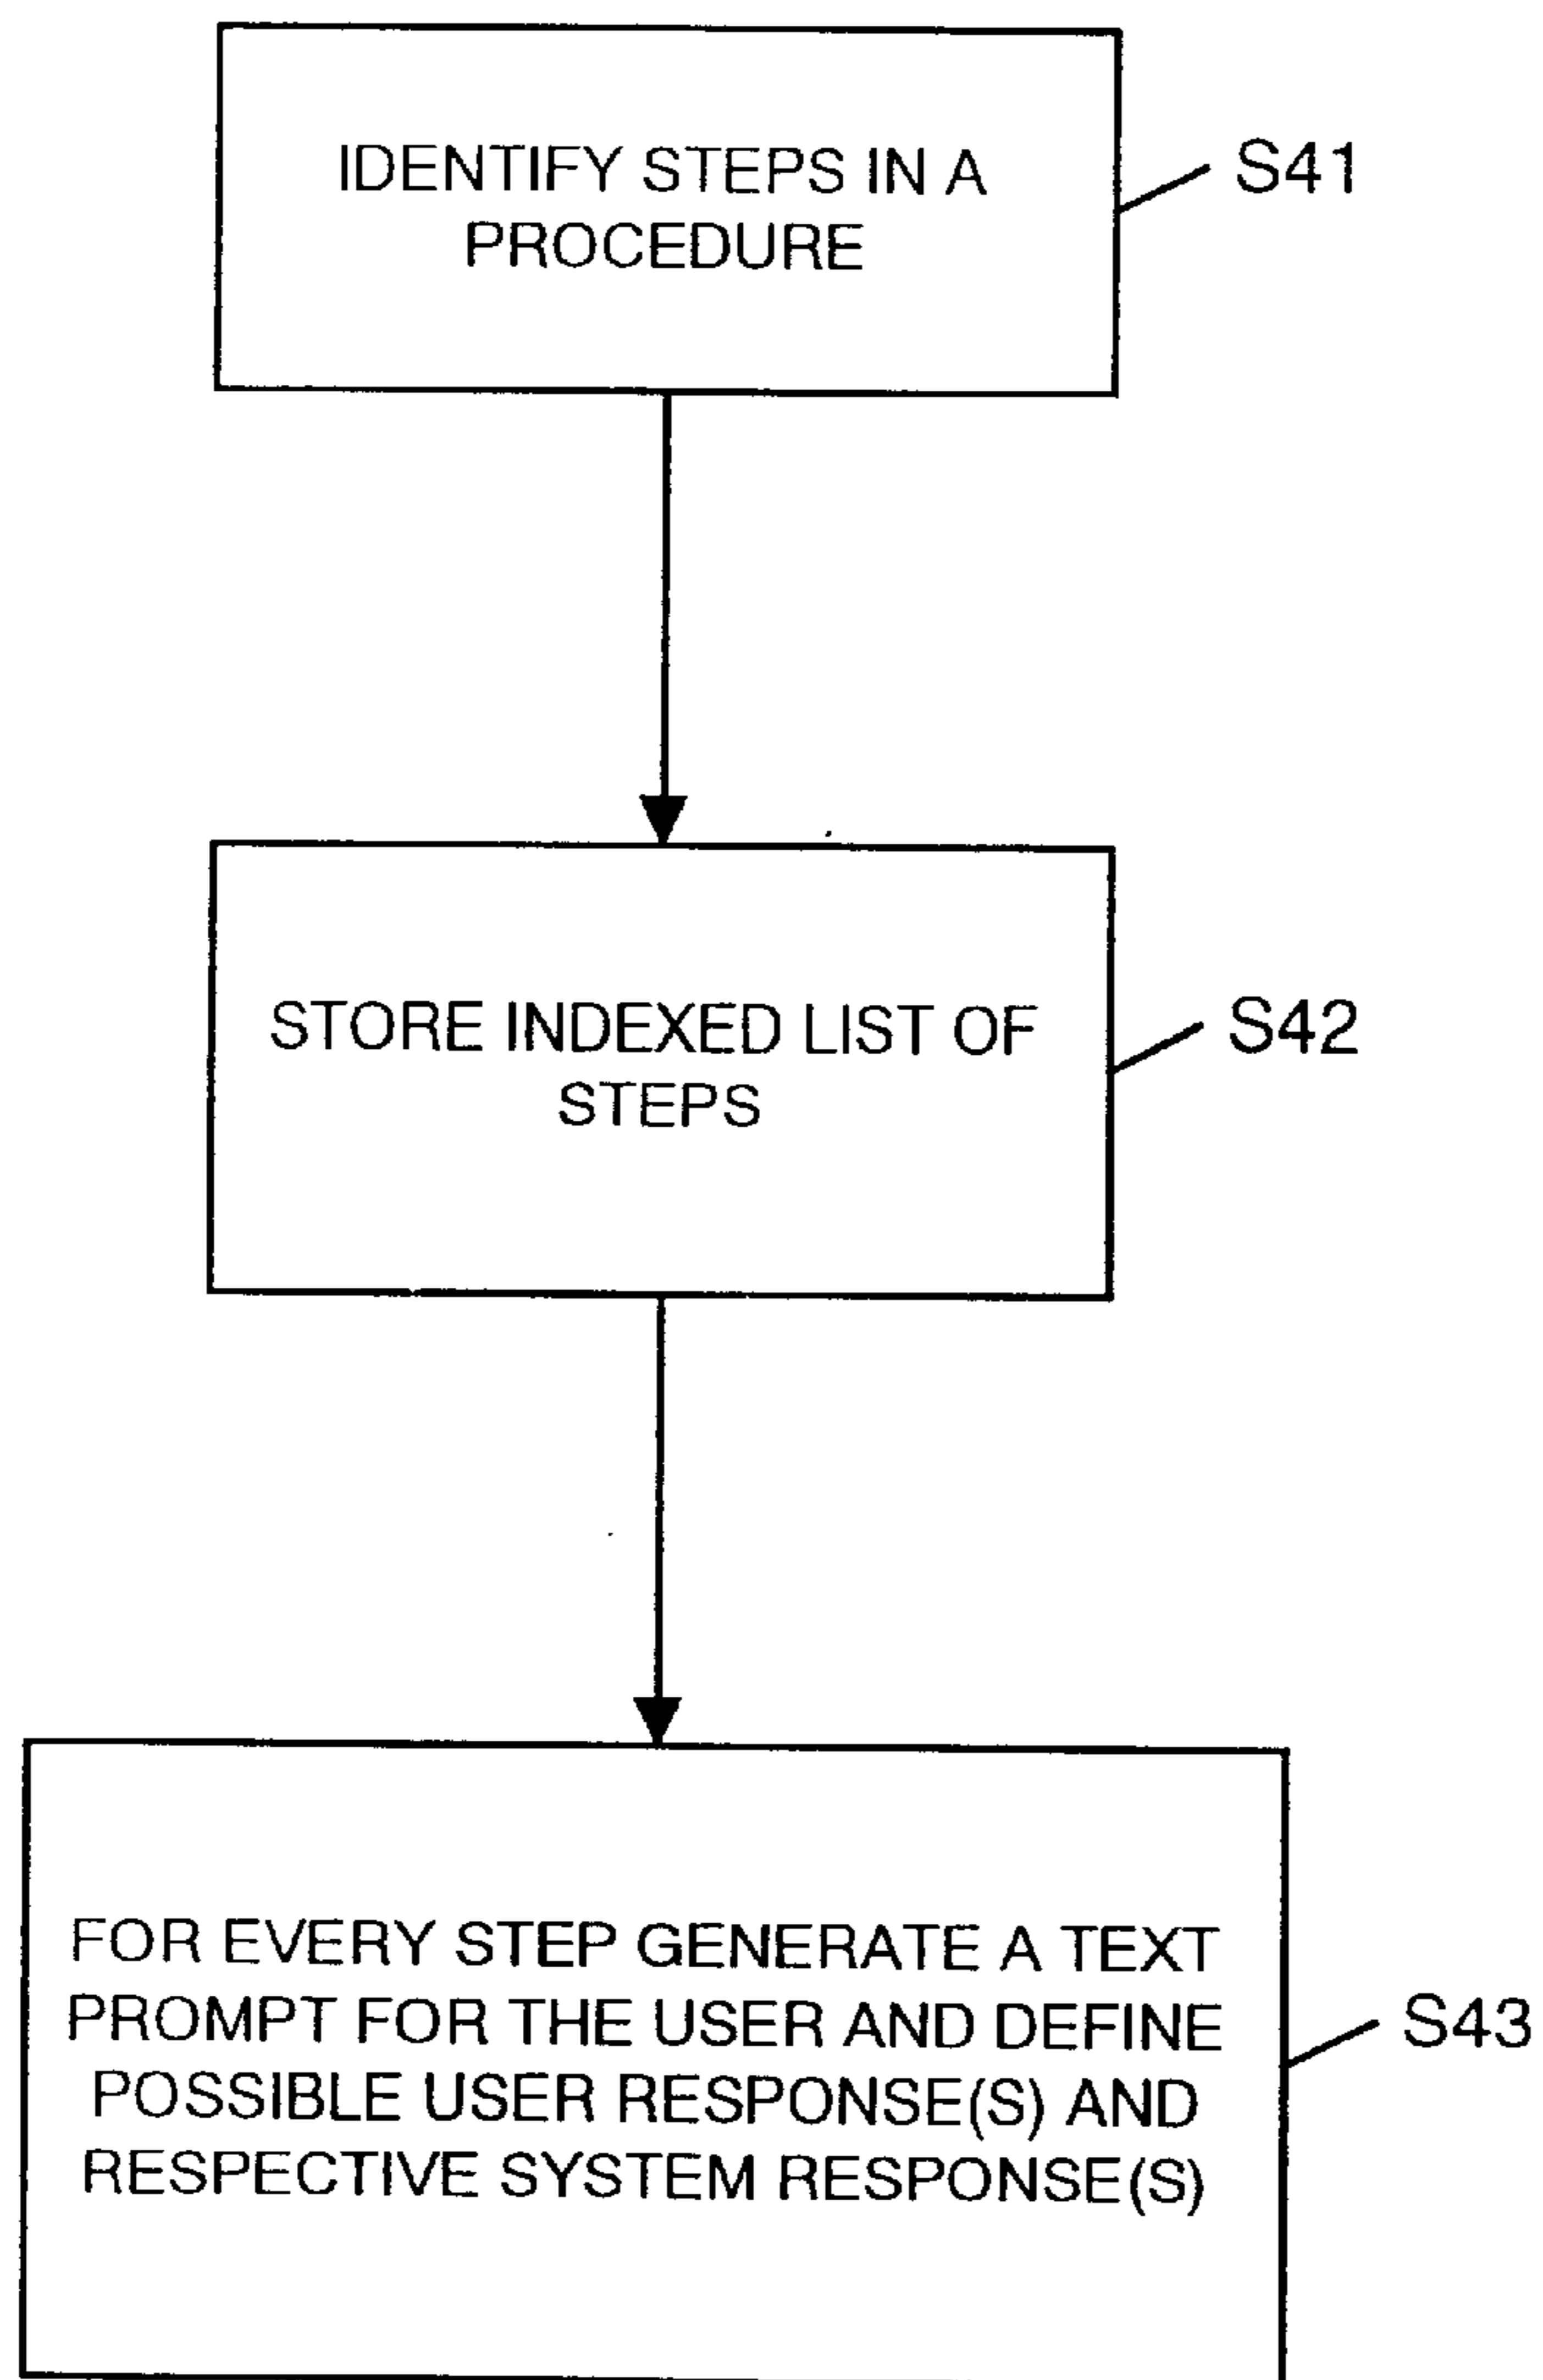 IDENTIFY STEPS IN A
PROCEDURE
S41
STORE INDEXED LIST OF
STEPS
S42
FOR EVERY STEP GENERATE A TEXT
PROMPT FOR THE USER AND DEFINE
POSSIBLE USER RESPONSE(S) AND
RESPECTIVE SYSTEM RESPONSE(S)
S43